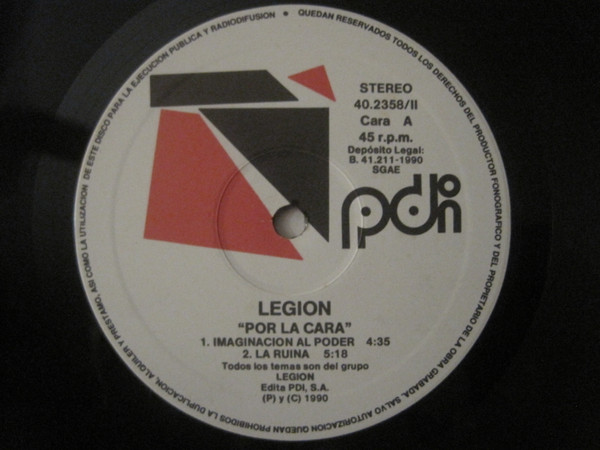 QUEDAN RESERVADOS TODOS LOS DERECHOS DEL PRODUCTOR FONOGRAFICO Y DEL PROPIETARIO DE LA OBRA GRABADA, SALVO AUTORIZACION QUEDAN PROHIBIDOS LA DUPLICACION, ALQUILER Y PRESTAMO, ASI COMO LA UTILIZACION DE ESTE DISCO PARA LA EJECUCION PUBLICA Y RADIODIFUSION
STEREO
40.2358/II
Cara A
45 r.p.m.
Depósito Legal:
B. 41.211-1990
SGAE
pdi
LEGION
"POR LA CARA"
1. IMAGINACION AL PODER 4:35
2. LA RUINA 5:18
Todos los temas son del grupo
LEGION
Edita PDI, S.A.
(P) y (C) 1990